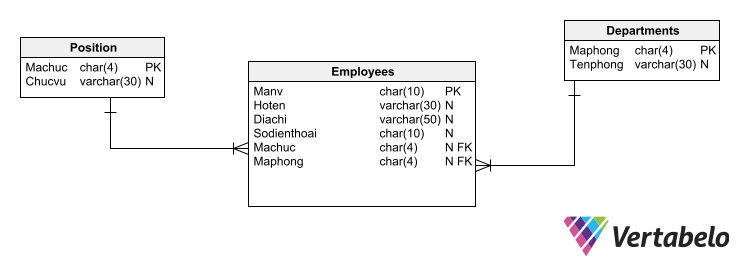 Position
Machuc char(4) PK
Chucvu varchar(30) N
Employees
Manv char(10) PK
Hoten varchar(30) N
Diachi varchar(50) N
Sodienthoai char(10) N
Machuc char(4) N FK
Maphong char(4) N FK
Departments
Maphong char(4) PK
Tenphong varchar(30) N
Vertabelo